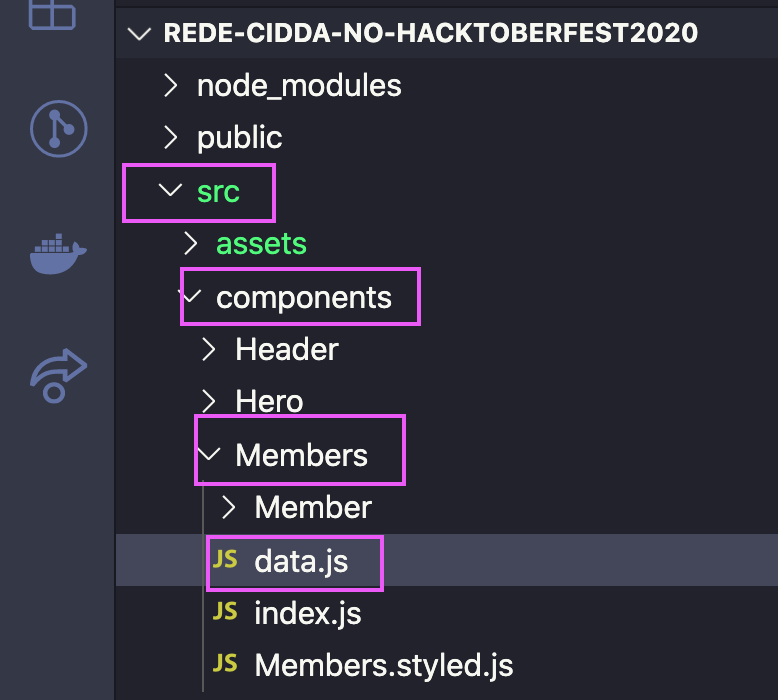 REDE-CIDDA-NO-HACKTOBERFEST2020
node_modules
public
src
assets
components
Header
Hero
Members
Member
JS data.js
JS index.js
JS Members.styled.js